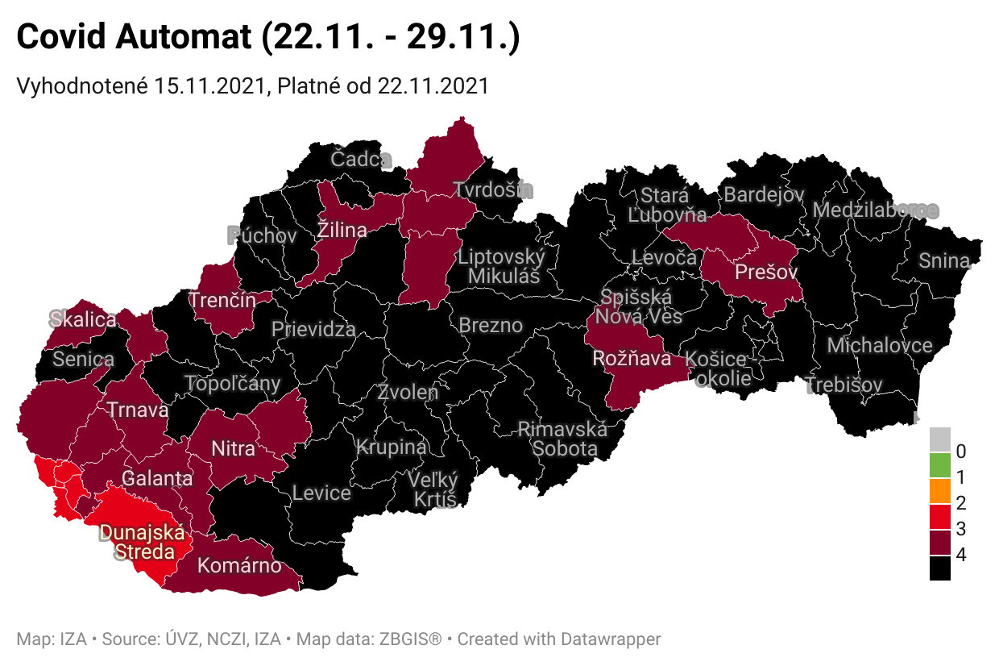 Covid Automat (22.11. - 29.11.)
Vyhodnotené 15.11.2021, Platné od 22.11.2021
Čadca
Tvrdošín
Stará
Ľubovňa
Bardejov
Medzilaborce
Púchov
Žilina
Liptovský
Mikuláš
Levoča
Prešov
Snina
Trenčín
Spišská
Nová Ves
Skalica
Prievidza
Brezno
Senica
Rožňava
Košice -
okolie
Michalovce
Topoľčany
Zvolen
Trebišov
Trnava
Nitra
Krupina
Rimavská
Sobota
Galanta
Levice
Veľký
Krtíš
Dunajská
Streda
Komárno
0
1
2
3
4
Map: IZA • Source: ÚVZ, NCZI, IZA • Map data: ZBGIS® • Created with Datawrapper